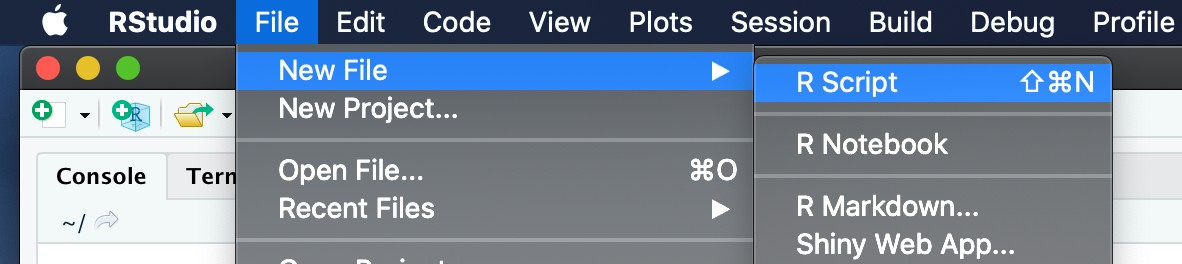 RStudio File Edit Code View Plots Session Build Debug Profile
New File
R Script ⇧⌘N
New Project...
R Notebook
Console
Open File... ⌘O
~/
Recent Files
R Markdown...
Shiny Web App...